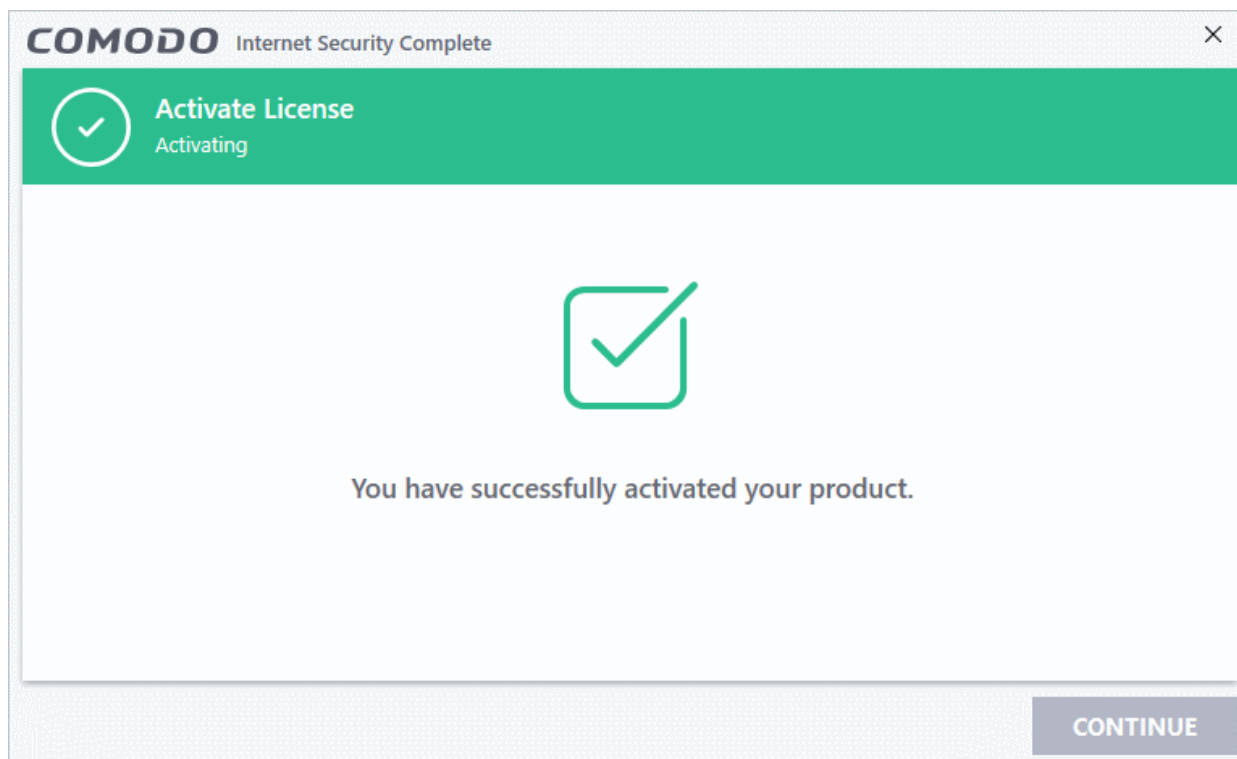 COMODO Internet Security Complete
Activate License
Activating
You have successfully activated your product.
CONTINUE